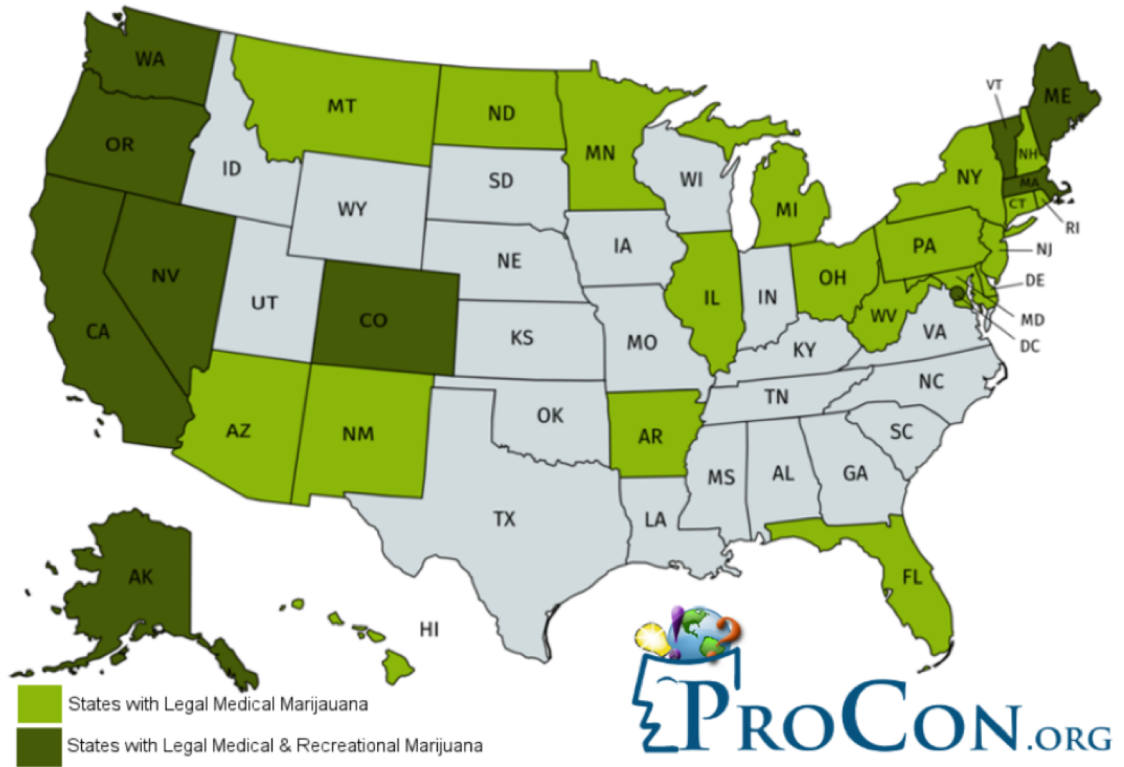 WA
VT
ME
MT
ND
OR
MN
NH
ID
SD
WI
NY
MA
WY
MI
CT
RI
IA
PA
NJ
NE
NV
OH
DE
UT
IL
IN
WV
CO
MD
CA
KS
MO
VA
DC
KY
NC
TN
OK
AZ
NM
AR
SC
MS
AL
GA
TX
LA
AK
FL
HI
States with Legal Medical Marijauana
States with Legal Medical & Recreational Marijuana
PROCON.ORG